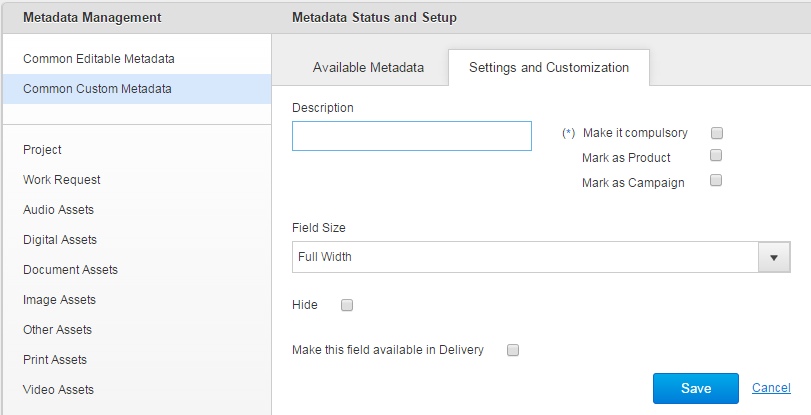 Metadata Management
Common Editable Metadata
Common Custom Metadata
Project
Work Request
Audio Assets
Digital Assets
Document Assets
Image Assets
Other Assets
Print Assets
Video Assets
Metadata Status and Setup
Available Metadata Settings and Customization
Description
(*) Make it compulsory
Mark as Product
Mark as Campaign
Field Size
Full Width
Hide
Make this field available in Delivery
Save Cancel